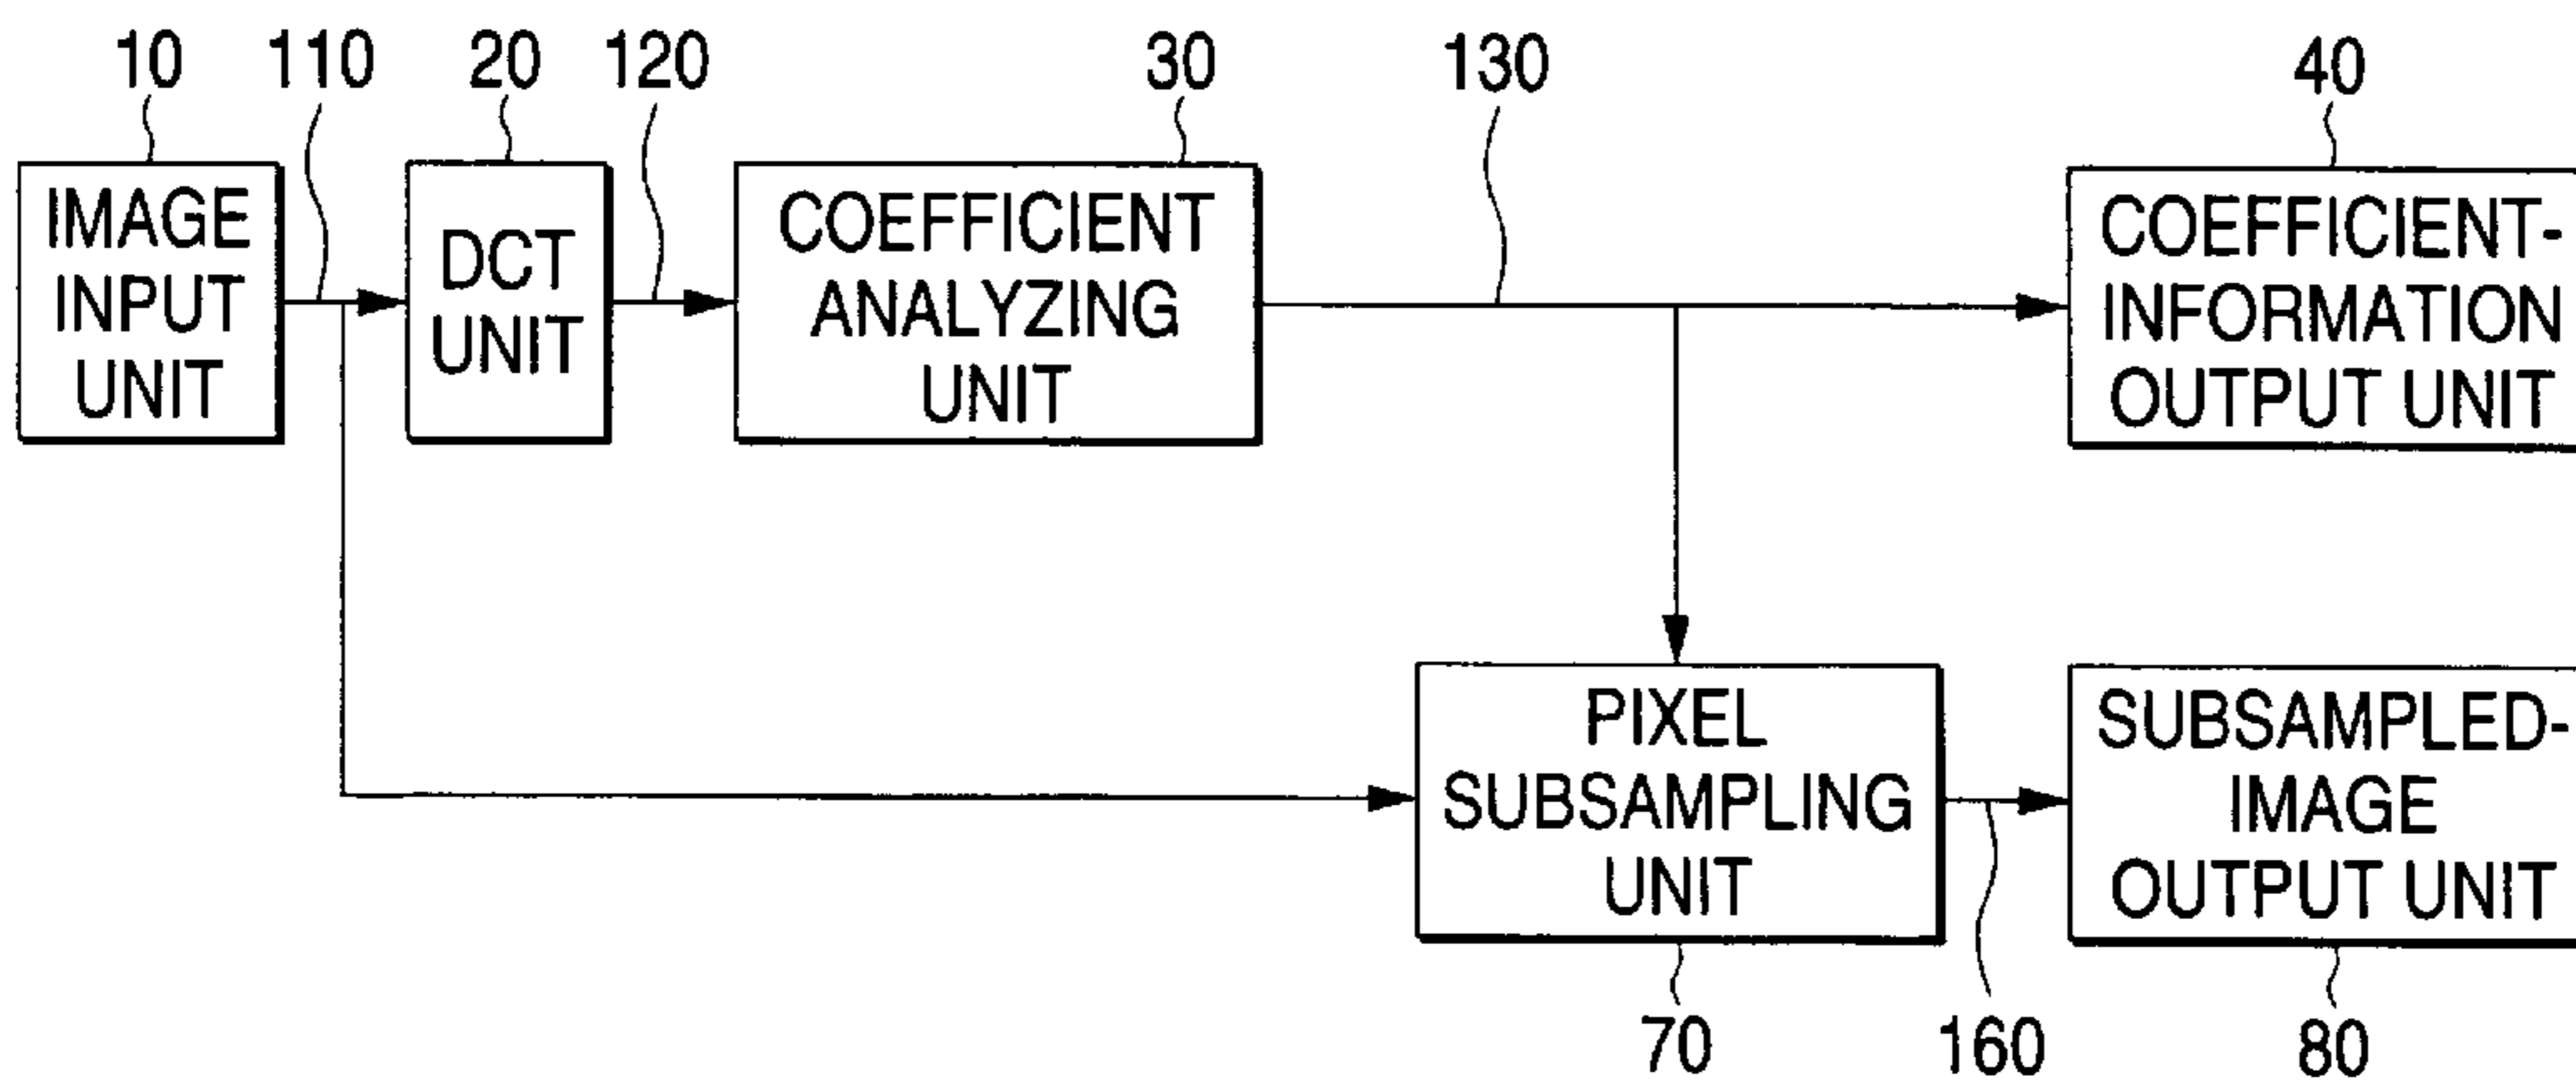 10 110 20 120 30 130 40
IMAGE
INPUT
UNIT
DCT
UNIT
COEFFICIENT
ANALYZING
UNIT
COEFFICIENT-
INFORMATION
OUTPUT UNIT
PIXEL
SUBSAMPLING
UNIT
SUBSAMPLED-
IMAGE
OUTPUT UNIT
70 160 80